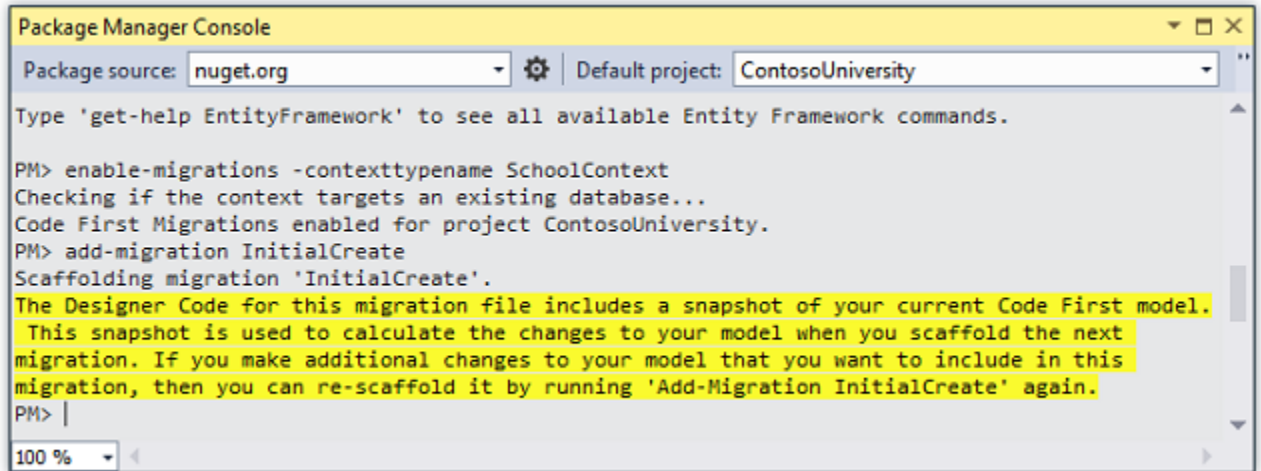 Package Manager Console
Package source: nuget.org Default project: ContosoUniversity
Type 'get-help EntityFramework' to see all available Entity Framework commands.
PM> enable-migrations -contexttypename SchoolContext
Checking if the context targets an existing database...
Code First Migrations enabled for project ContosoUniversity.
PM> add-migration InitialCreate
Scaffolding migration 'InitialCreate'.
The Designer Code for this migration file includes a snapshot of your current Code First model.
This snapshot is used to calculate the changes to your model when you scaffold the next
migration. If you make additional changes to your model that you want to include in this
migration, then you can re-scaffold it by running 'Add-Migration InitialCreate' again.
PM>
100 %